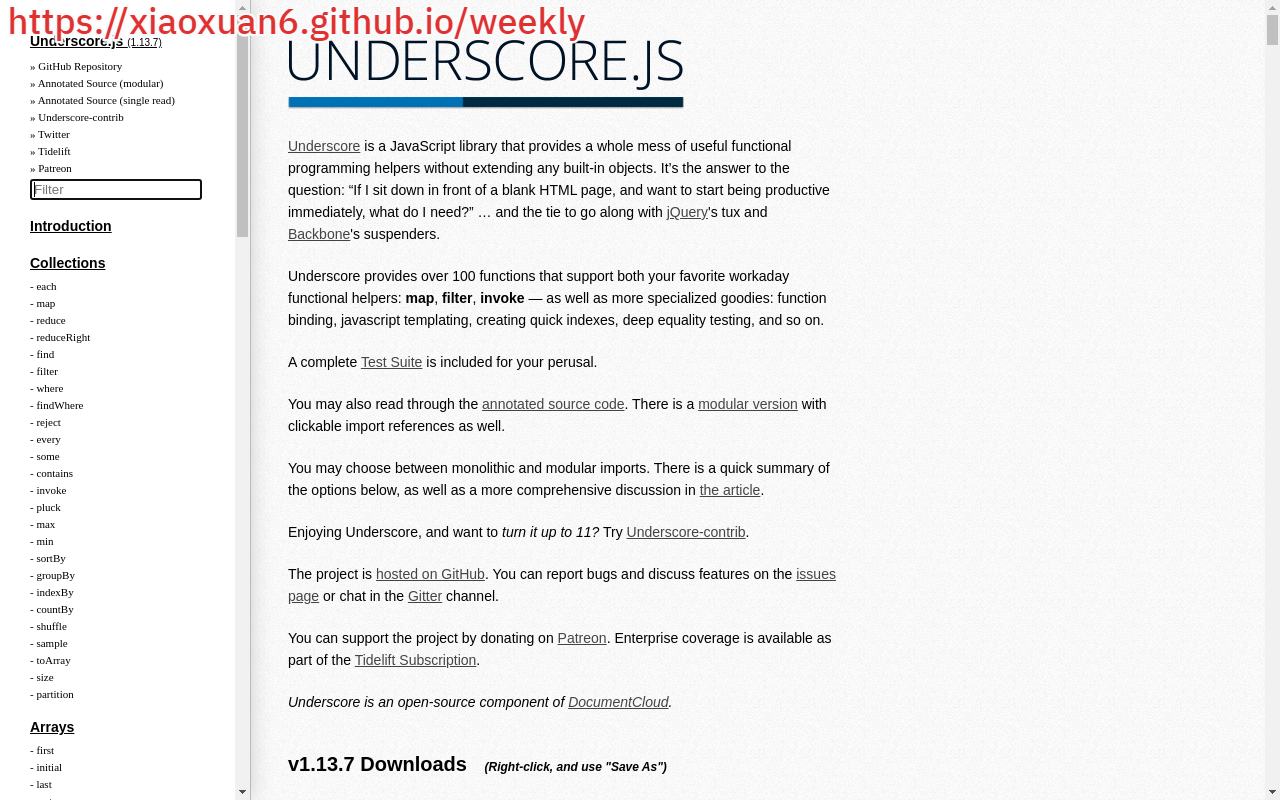 https://xiaoxuan6.github.io/weekly
Underscore.js (1.13.7)
» GitHub Repository
» Annotated Source (modular)
» Annotated Source (single read)
» Underscore-contrib
» Twitter
» Tidelift
» Patreon
Filter
Introduction
Collections
- each
- map
- reduce
- reduceRight
- find
- filter
- where
- findWhere
- reject
- every
- some
- contains
- invoke
- pluck
- max
- min
- sortBy
- groupBy
- indexBy
- countBy
- shuffle
- sample
- toArray
- size
- partition
Arrays
- first
- initial
- last
UNDERSCORE.JS
Underscore is a JavaScript library that provides a whole mess of useful functional
programming helpers without extending any built-in objects. It's the answer to the
question: “If I sit down in front of a blank HTML page, and want to start being productive
immediately, what do I need?” … and the tie to go along with jQuery's tux and
Backbone's suspenders.
Underscore provides over 100 functions that support both your favorite workaday
functional helpers: map, filter, invoke — as well as more specialized goodies: function
binding, javascript templating, creating quick indexes, deep equality testing, and so on.
A complete Test Suite is included for your perusal.
You may also read through the annotated source code. There is a modular version with
clickable import references as well.
You may choose between monolithic and modular imports. There is a quick summary of
the options below, as well as a more comprehensive discussion in the article.
Enjoying Underscore, and want to turn it up to 11? Try Underscore-contrib.
The project is hosted on GitHub. You can report bugs and discuss features on the issues
page or chat in the Gitter channel.
You can support the project by donating on Patreon. Enterprise coverage is available as
part of the Tidelift Subscription.
Underscore is an open-source component of DocumentCloud.
v1.13.7 Downloads (Right-click, and use "Save As")